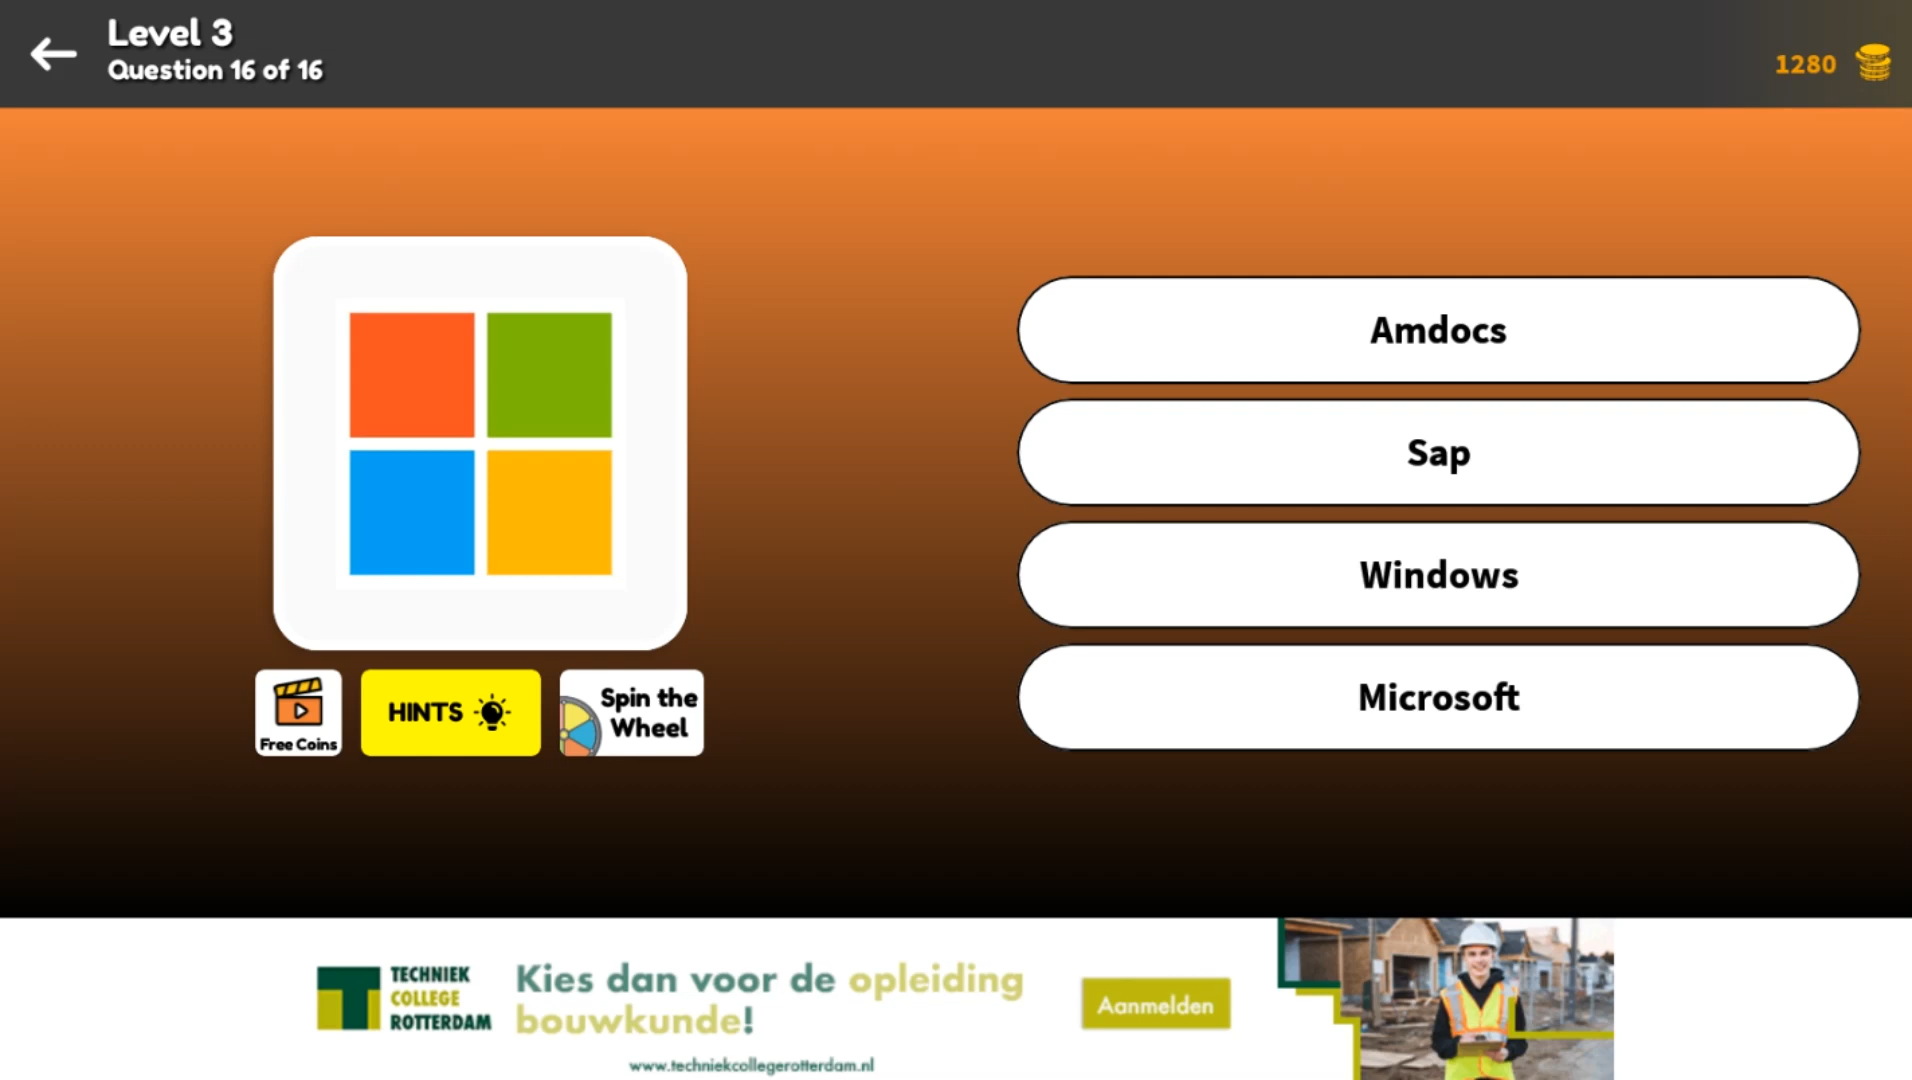 Level 3
Question 16 of 16
1280
Amdocs
Sap
Windows
Microsoft
Free Coins
HINTS
Spin the
Wheel
TECHNIEK
COLLEGE
ROTTERDAM
Kies dan voor de opleiding
bouwkunde!
Aanmelden
www.techniekcollegerotterdam.nl